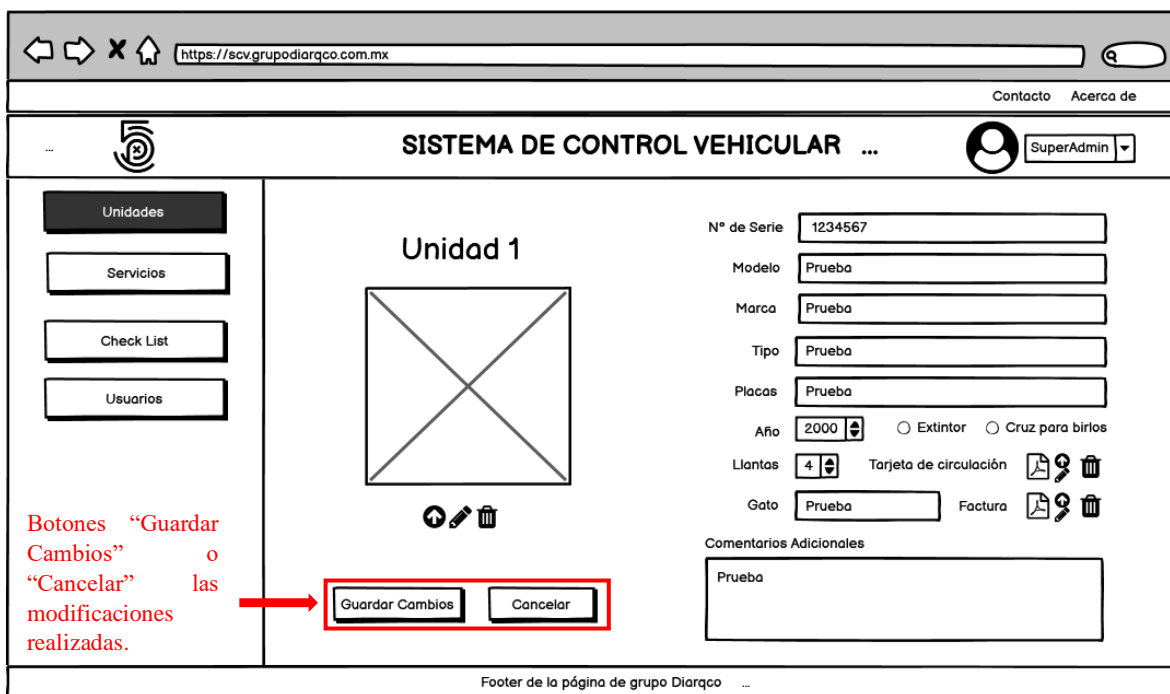 https://scv.grupodiarqco.com.mx
Contacto Acerca de
...
SISTEMA DE CONTROL VEHICULAR ...
SuperAdmin
Unidades
Servicios
Check List
Usuarios
Botones “Guardar
Cambios” o
“Cancelar” las
modificaciones
realizadas.
Unidad 1
Guardar Cambios Cancelar
N° de Serie 1234567
Modelo Prueba
Marca Prueba
Tipo Prueba
Placas Prueba
Año 2000 Extintor Cruz para birlos
Llantas 4 Tarjeta de circulación
Gato Prueba Factura
Comentarios Adicionales
Prueba
Footer de la página de grupo Diarqco ...